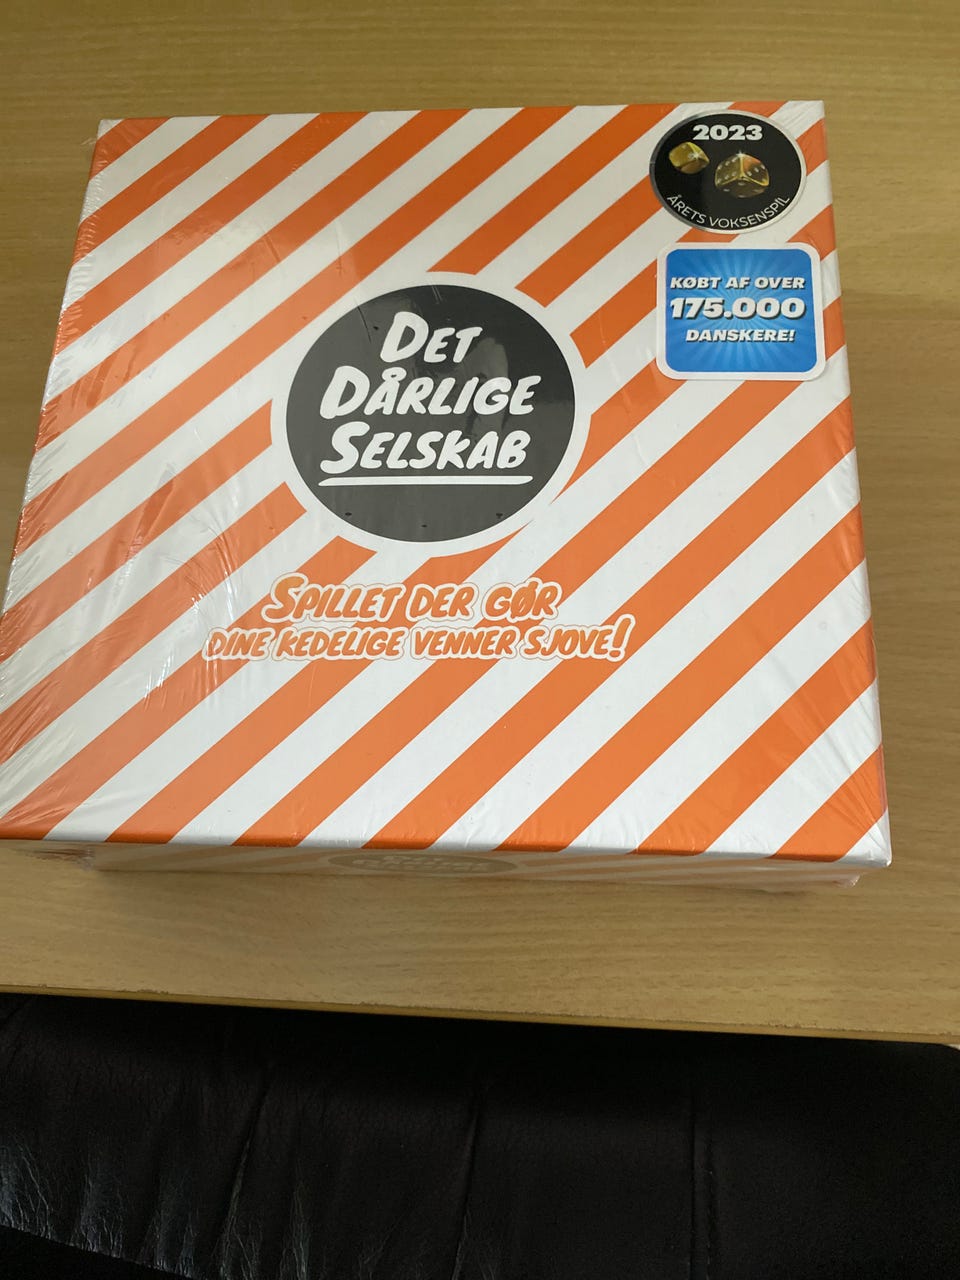 2023
ÅRETS VOKSENSPIL
KØBT AF OVER
175.000
DANSKERE!
DET
DÅRLIGE
SELSKAB
SPILLET DER GØR
DINE KEDELIGE VENNER SJOVE!